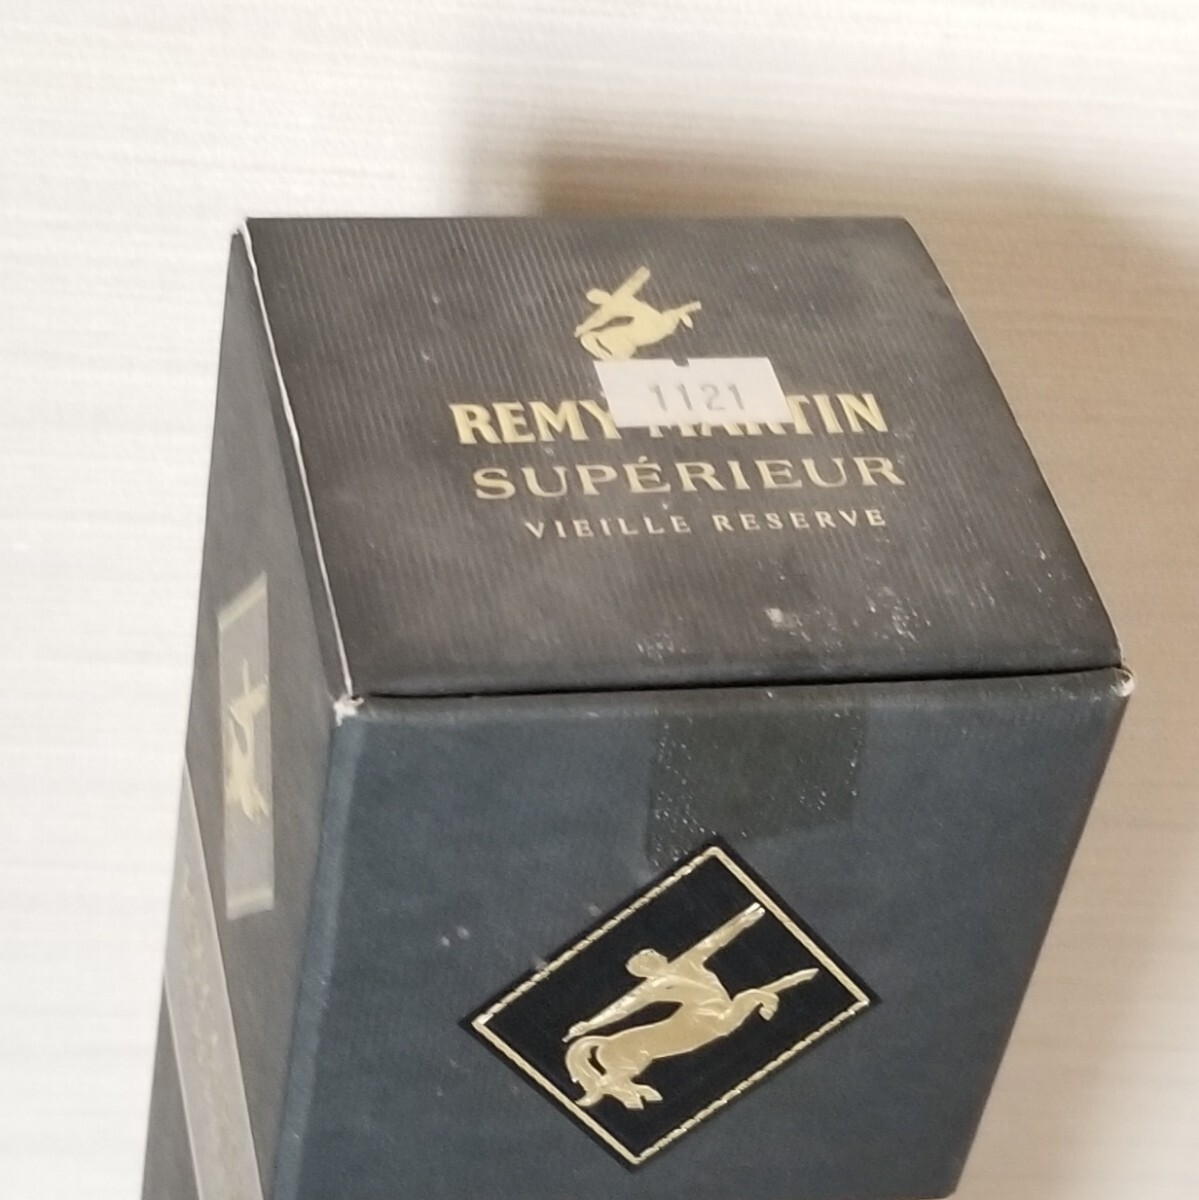 1121
REMY MARTIN
SUPÉRIEUR
VIEILLE RESERVE